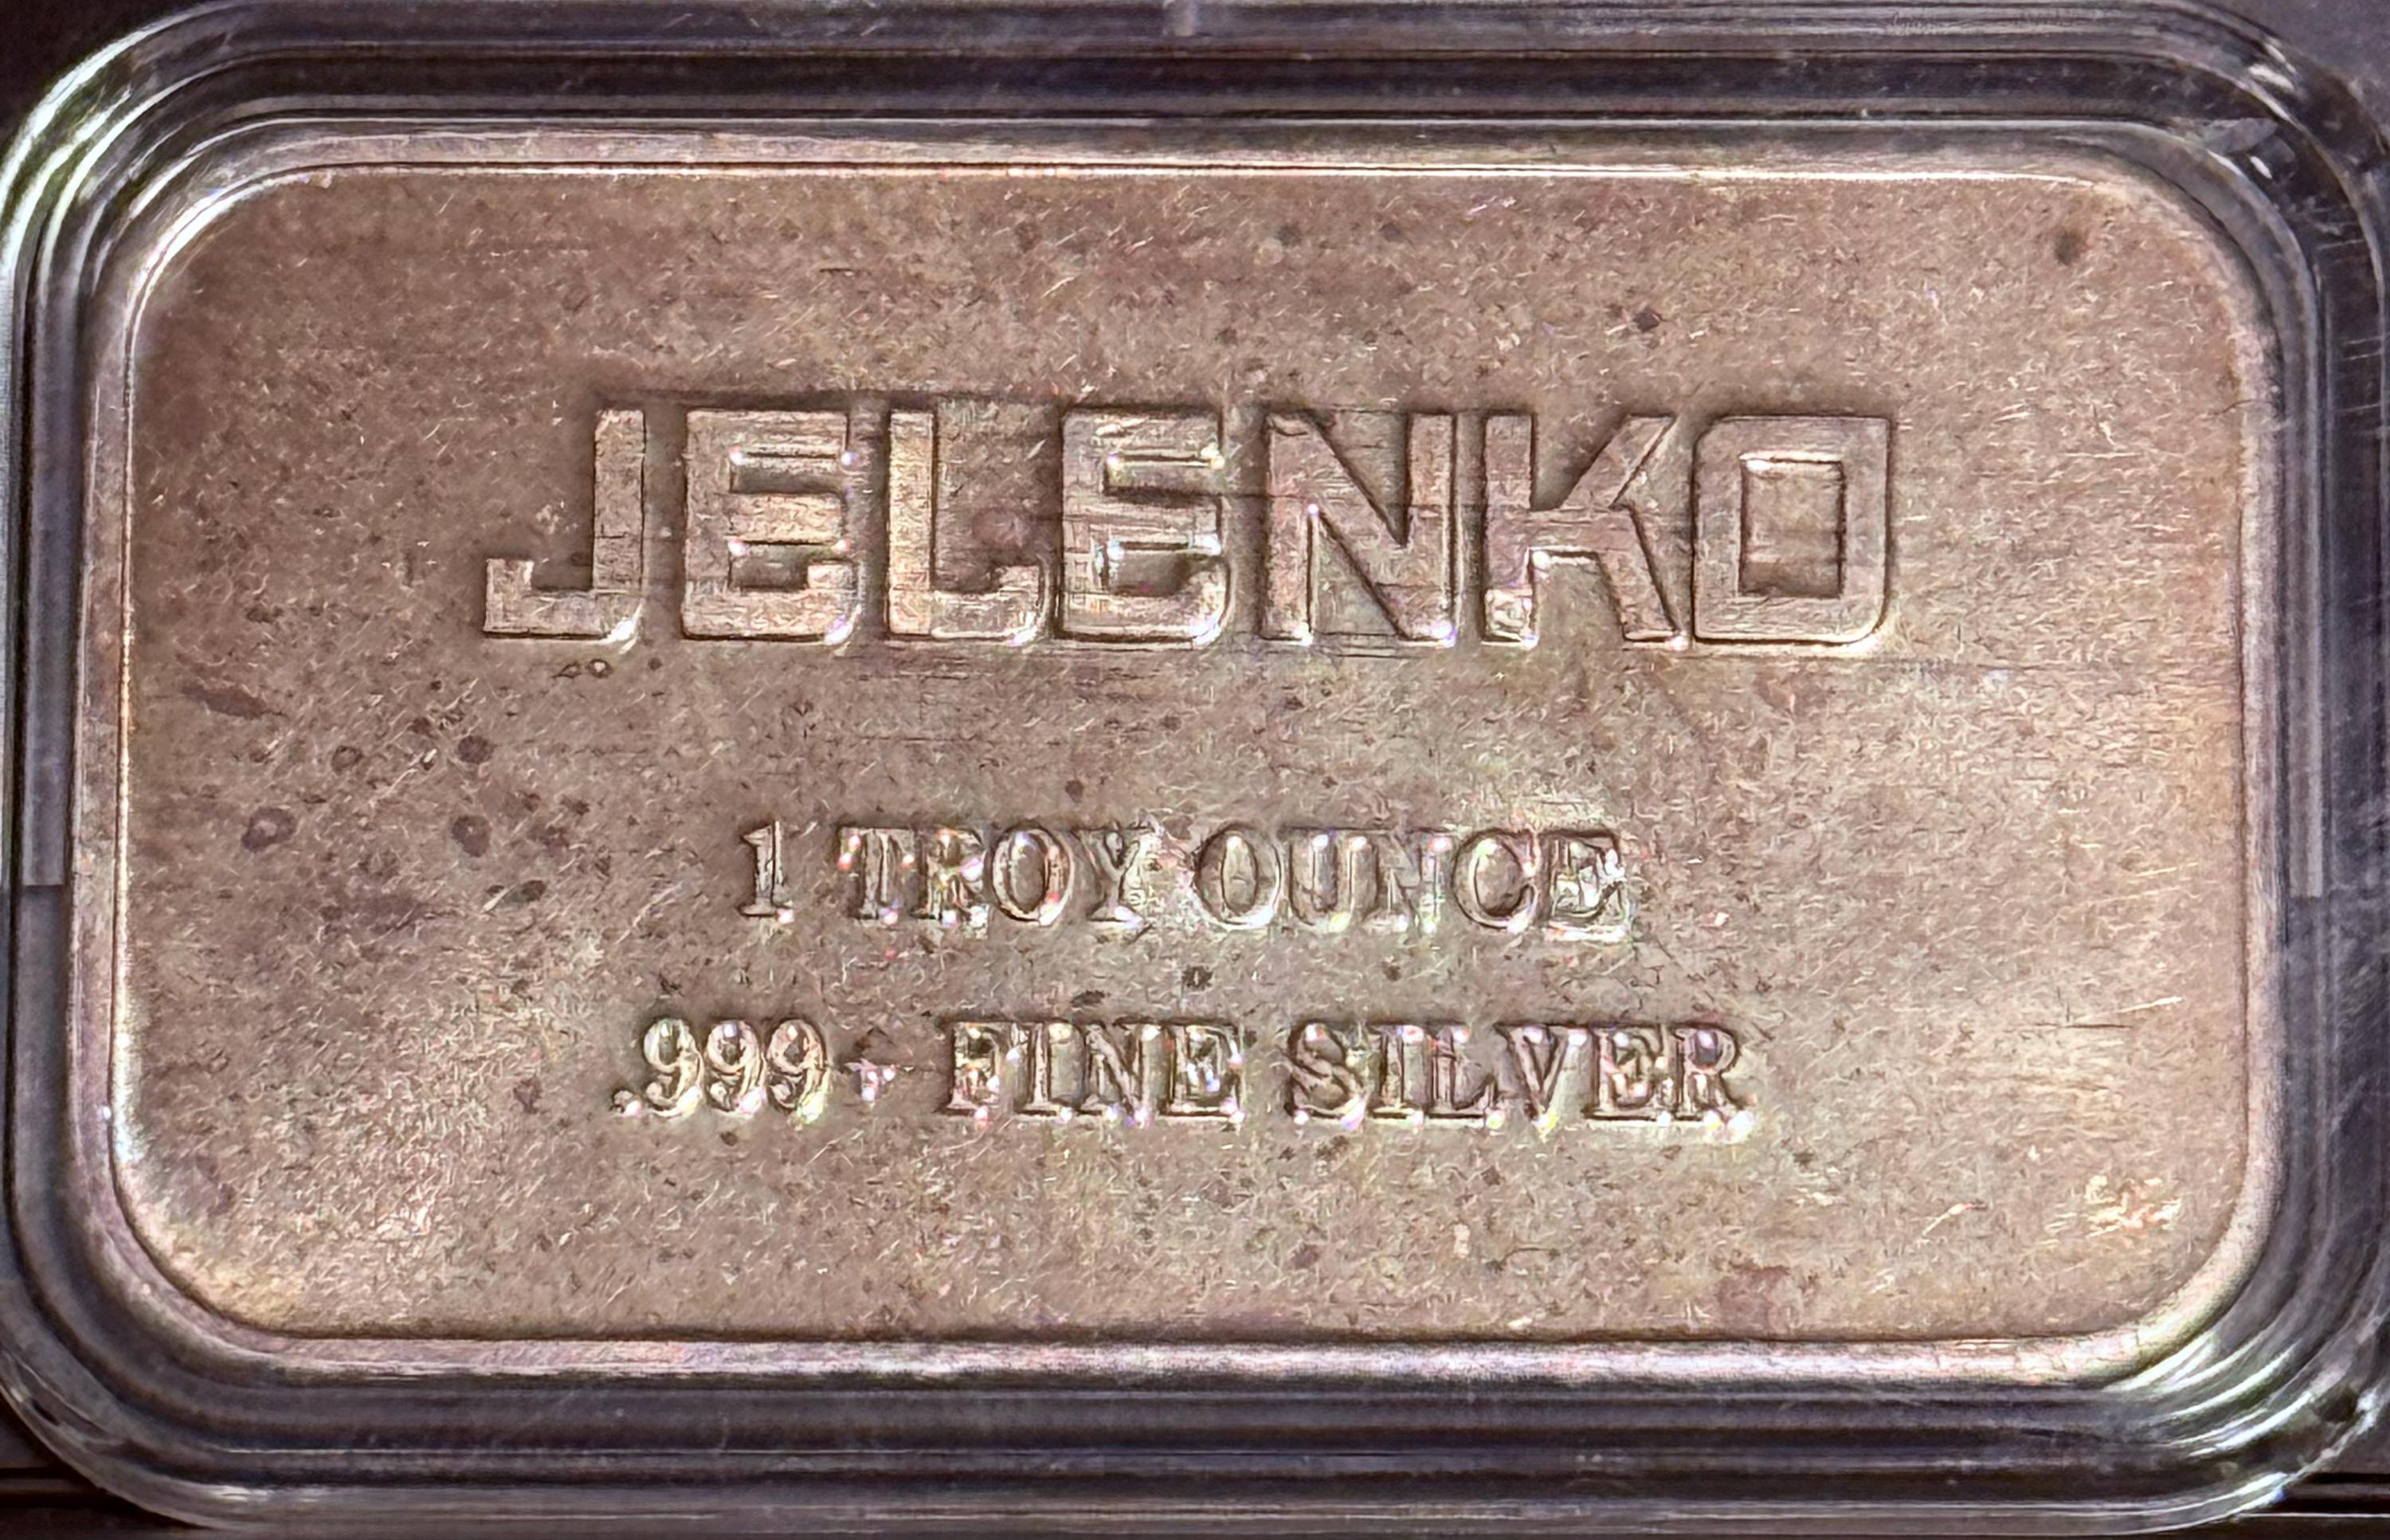 JELENKO
1 TROY OUNCE
.999+ FINE SILVER